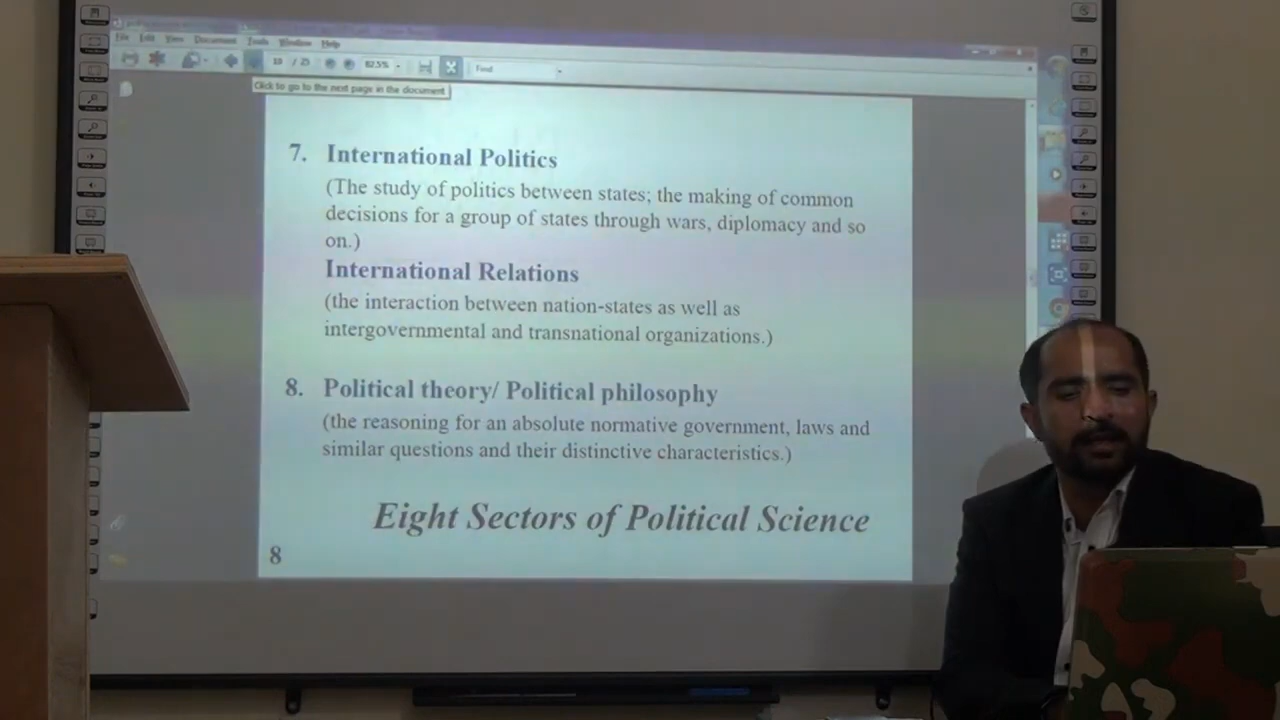 File Edit View Document Tools Window Help
10 / 25 82.5% Find
Click to go to the next page in the document
7. International Politics
(The study of politics between states; the making of common
decisions for a group of states through wars, diplomacy and so
on.)
International Relations
(the interaction between nation-states as well as
intergovernmental and transnational organizations.)
8. Political theory/ Political philosophy
(the reasoning for an absolute normative government, laws and
similar questions and their distinctive characteristics.)
Eight Sectors of Political Science
8